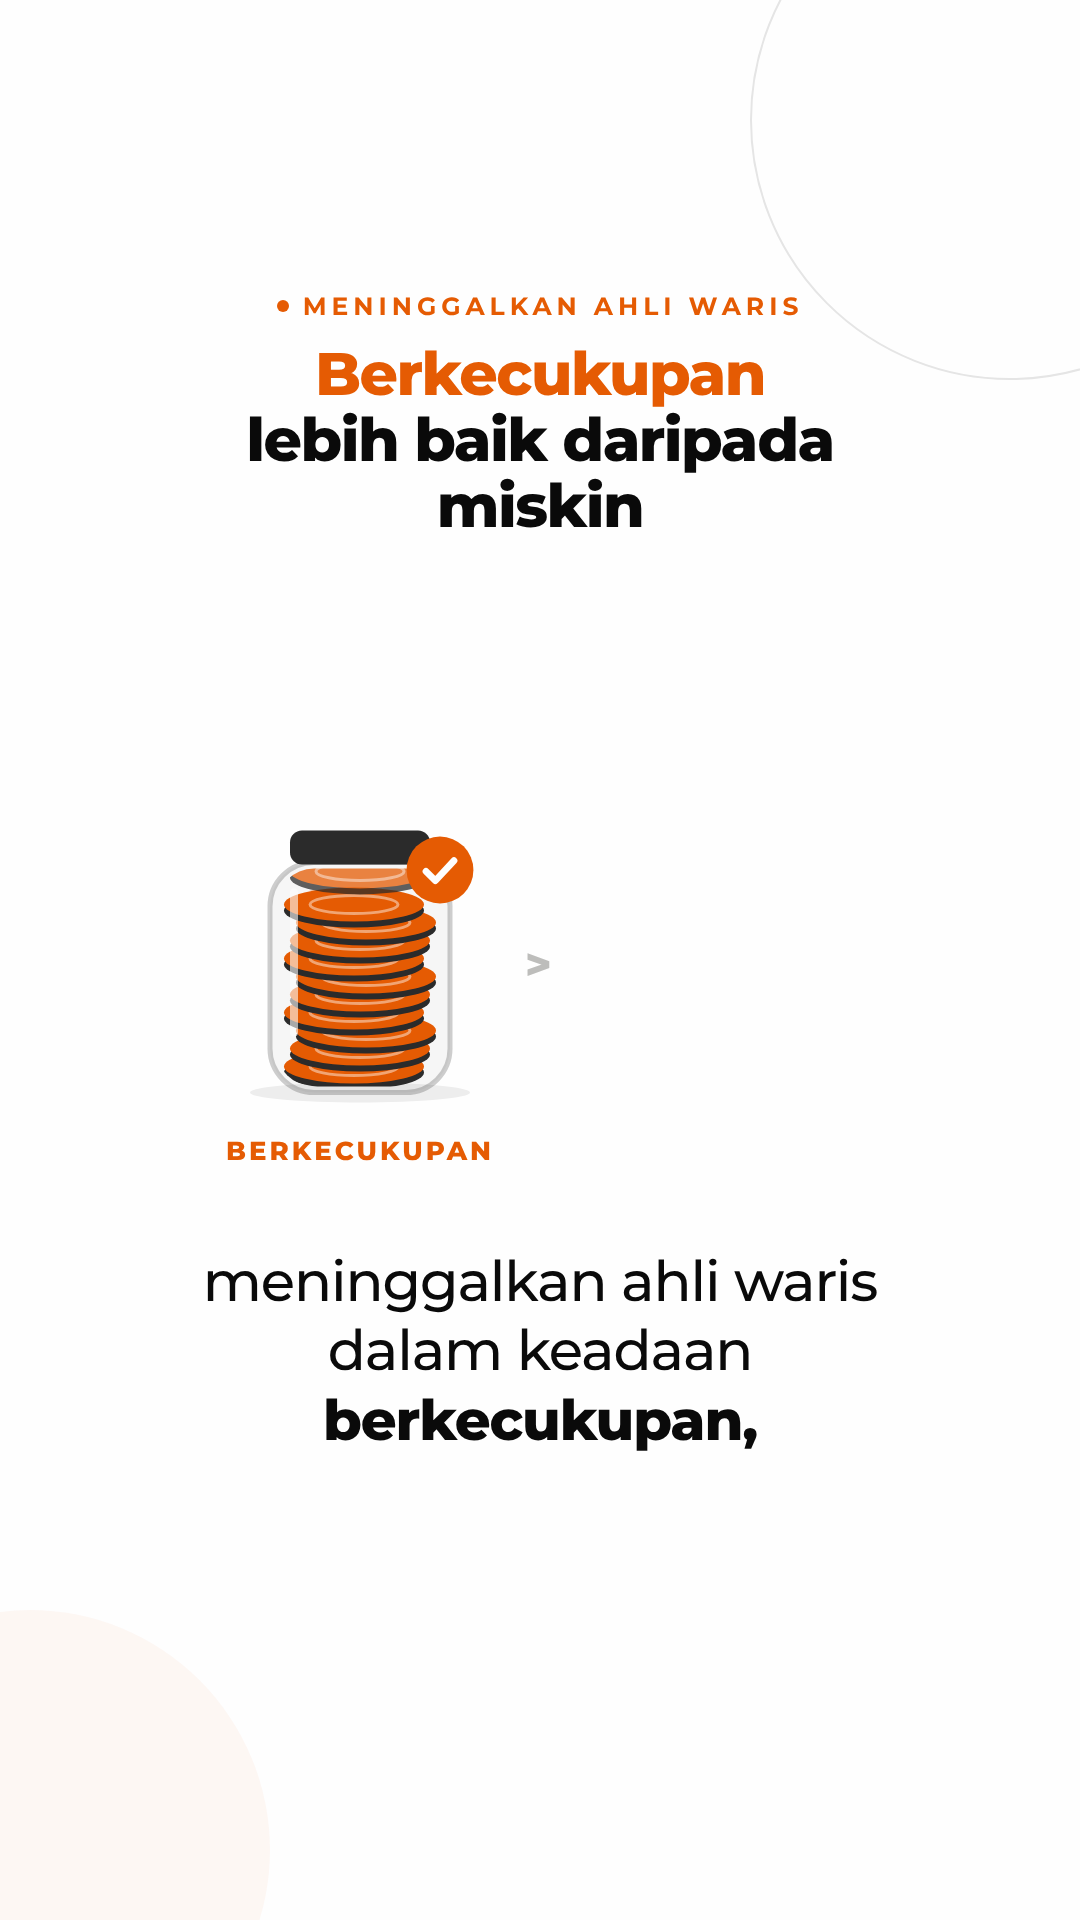 MENINGGALKAN AHLI WARIS
Berkecukupan
lebih baik daripada
miskin
>
BERKECUKUPAN
meninggalkan ahli waris
dalam keadaan
berkecukupan,